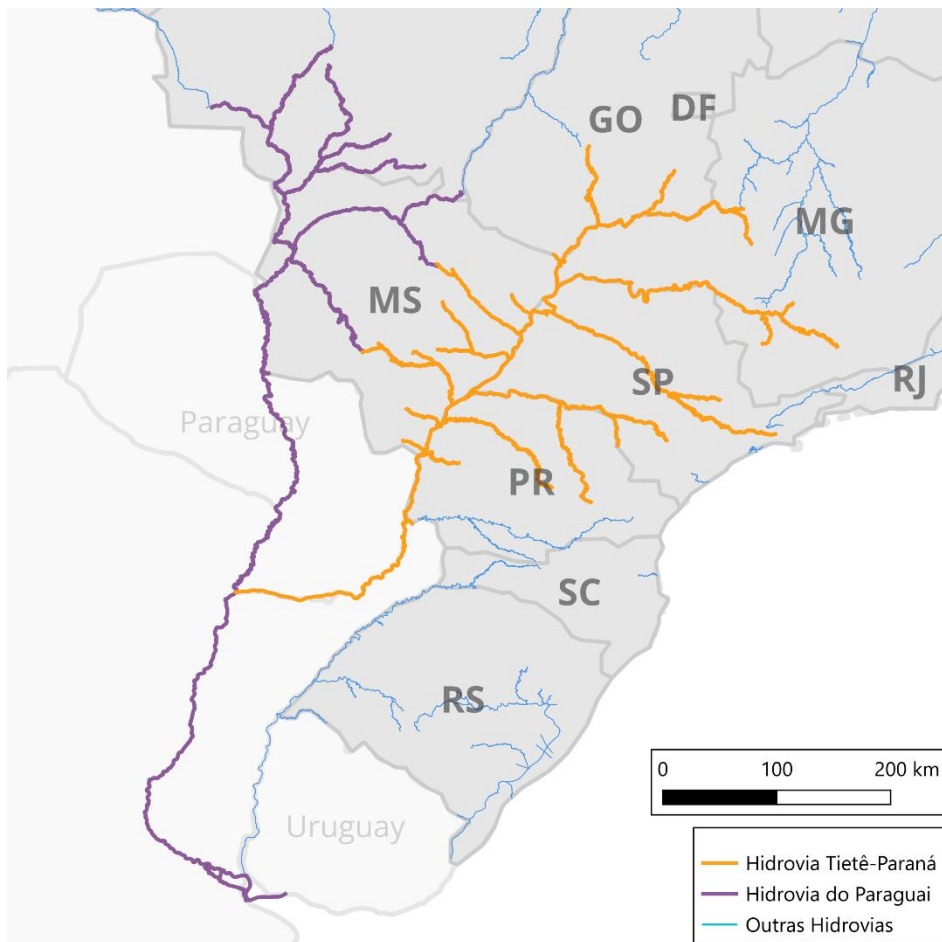 GO
DF
MG
MS
SP
RJ
Paraguay
PR
SC
RS
Uruguay
0 100 200 km
Hidrovia Tietê-Paraná
Hidrovia do Paraguai
Outras Hidrovias